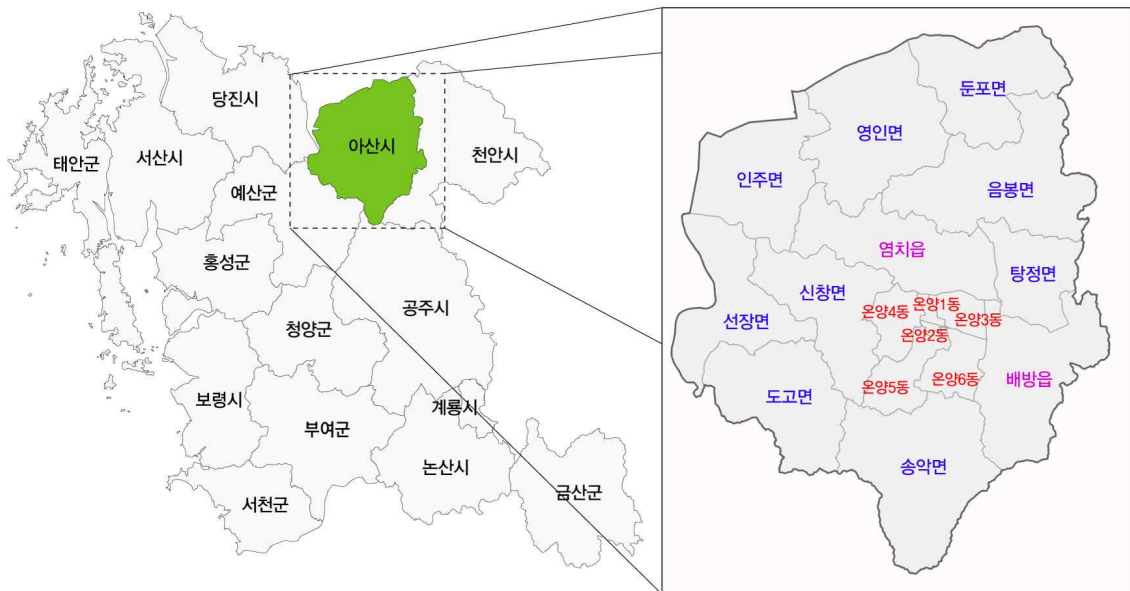 당진시
아산시
천안시
태안군
서산시
예산군
홍성군
공주시
청양군
보령시
계룡시
부여군
논산시
서천군
금산군
둔포면
영인면
인주면
음봉면
염치읍
탕정면
신창면
온양1동
온양4동
온양3동
선장면
온양2동
배방읍
온양6동
온양5동
도고면
송악면